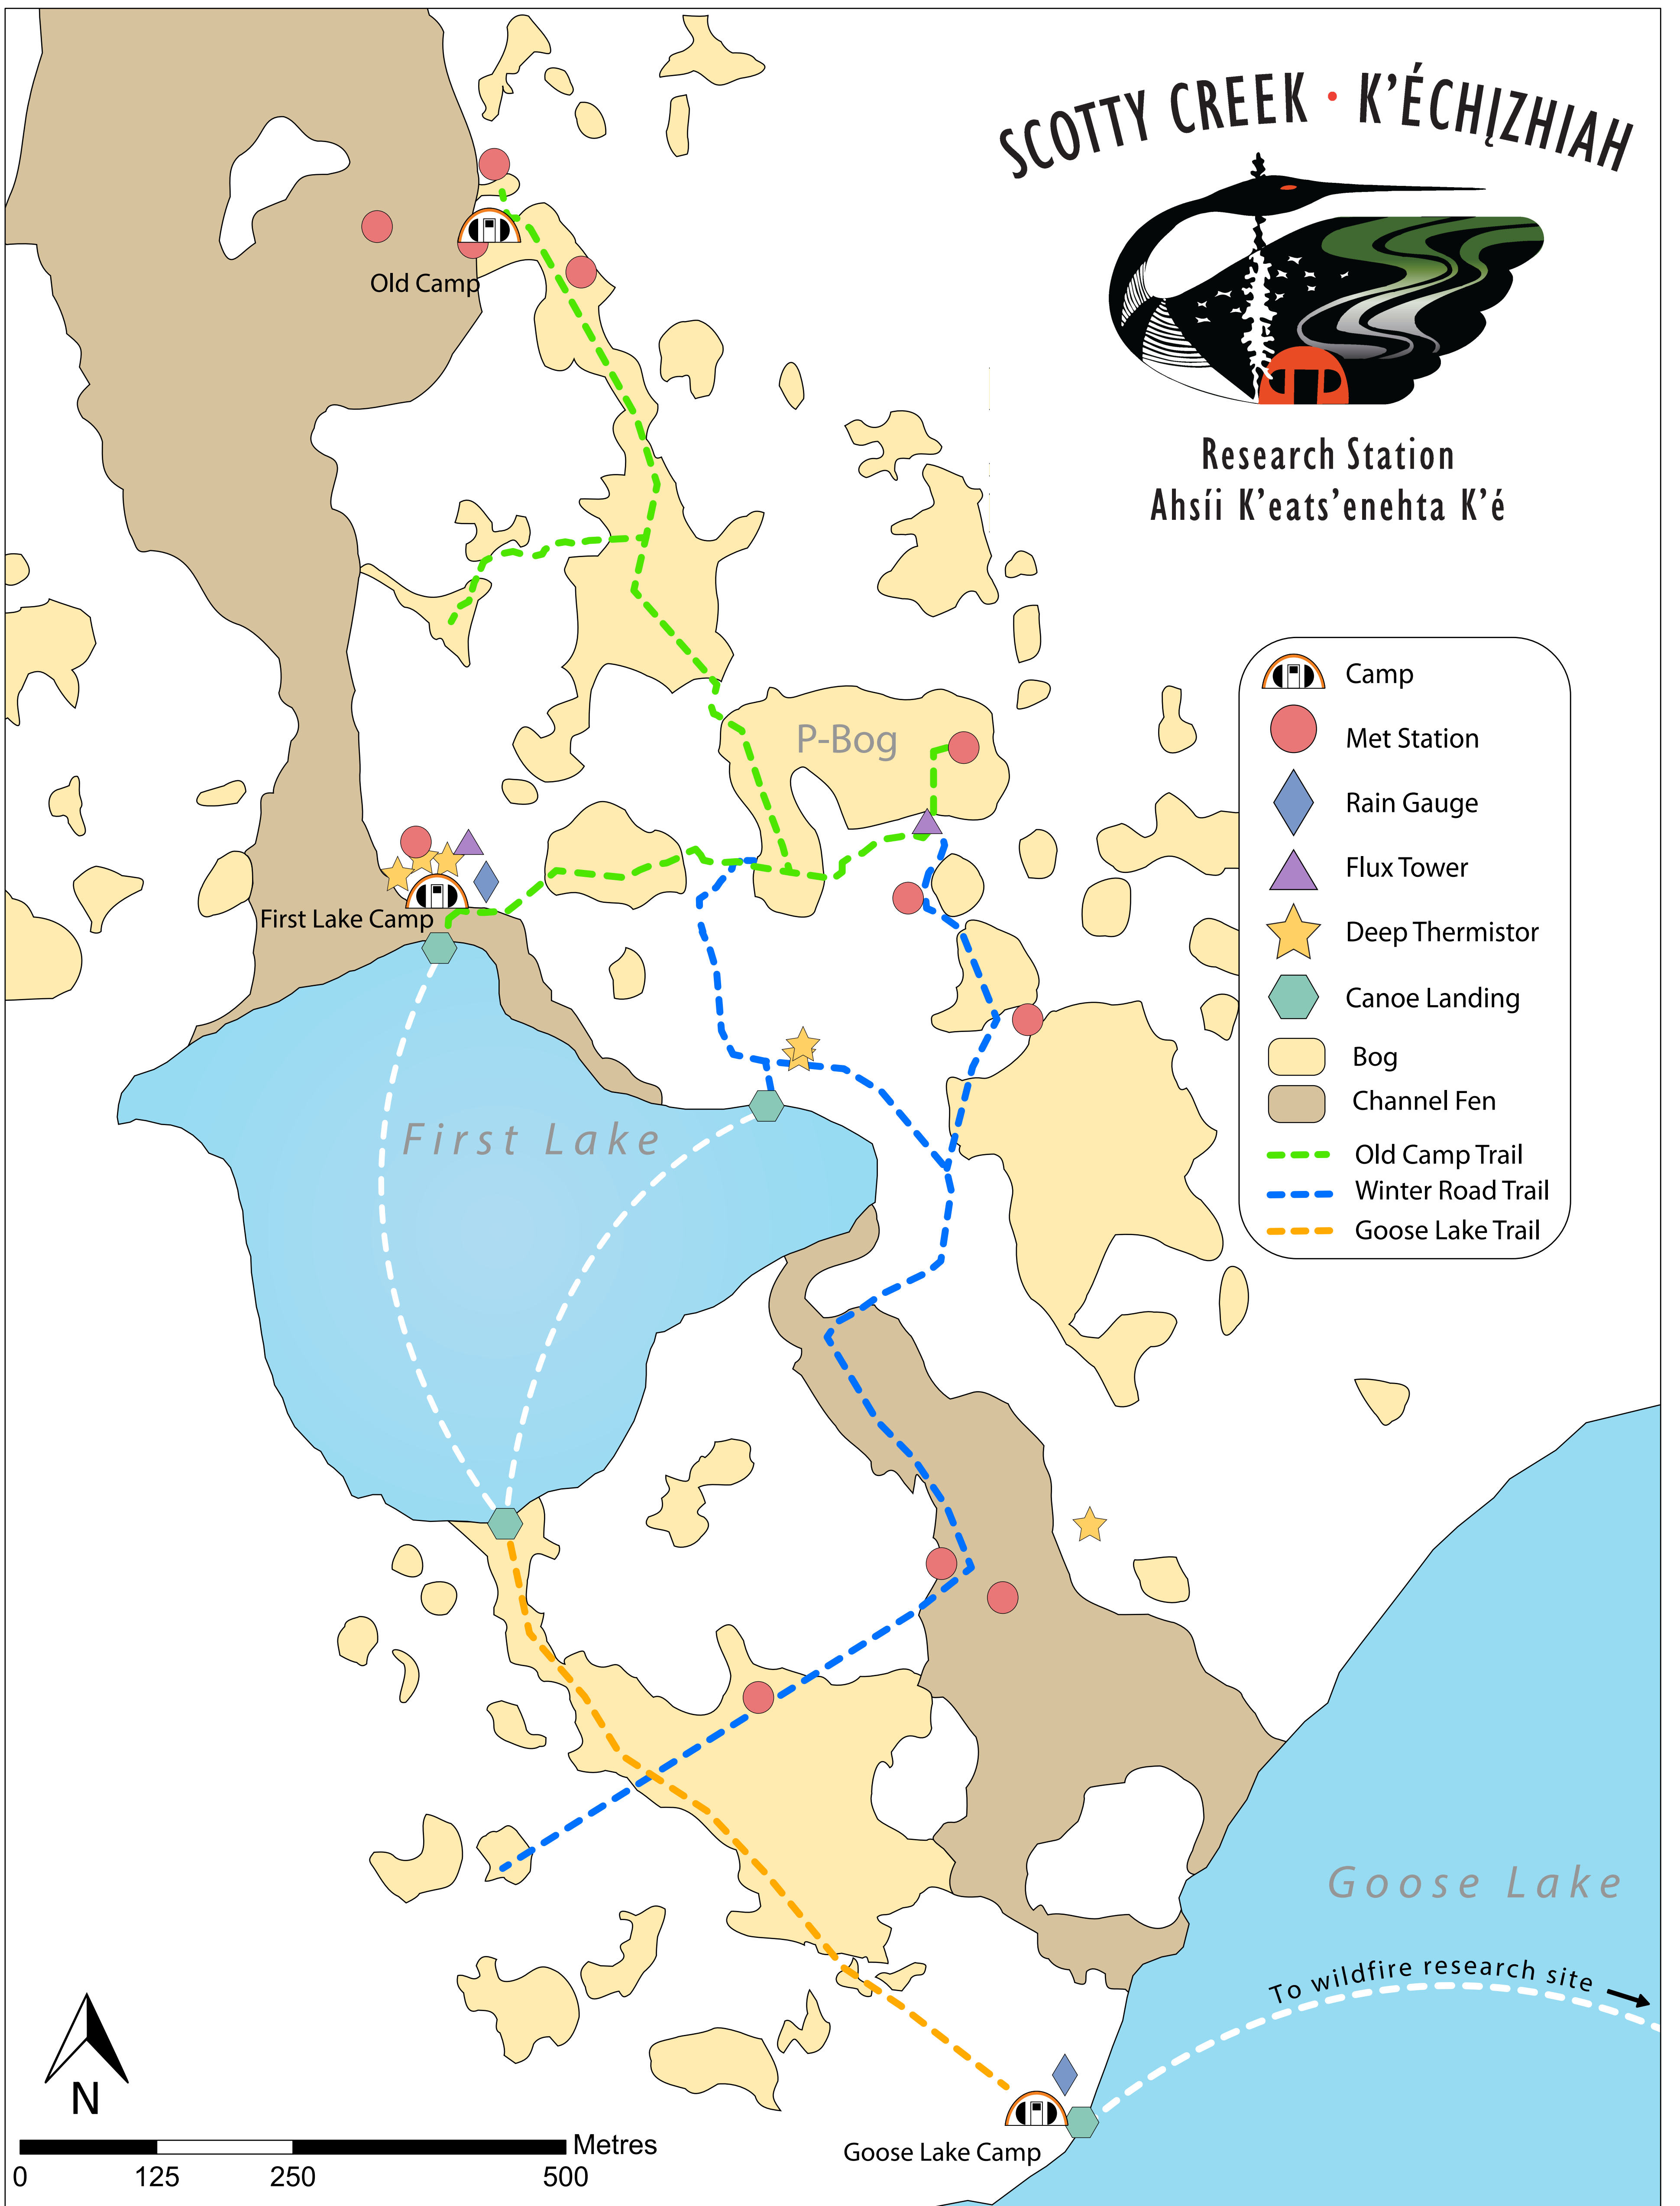 SCOTTY CREEK • K’ÉCHĮZHIAH
Research Station
Ahsíi K’eats’enehta K’é
Old Camp
P-Bog
First Lake Camp
First Lake
Camp
Met Station
Rain Gauge
Flux Tower
Deep Thermistor
Canoe Landing
Bog
Channel Fen
Old Camp Trail
Winter Road Trail
Goose Lake Trail
Goose Lake
To wildfire research site
Goose Lake Camp
N
Metres
0 125 250 500